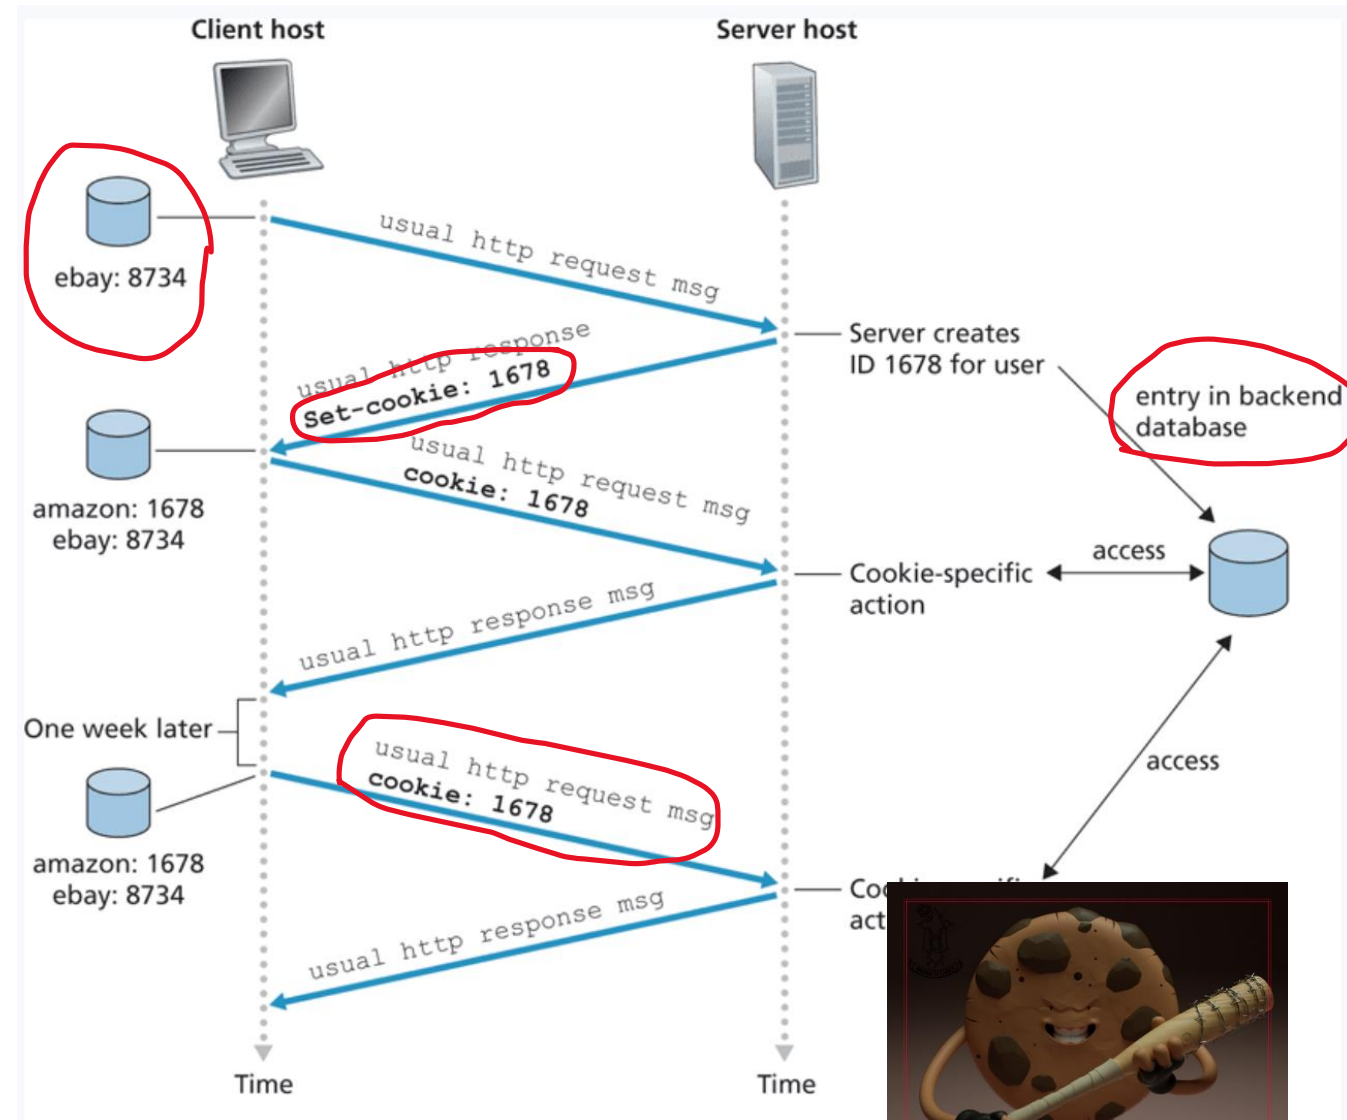 Client host
Server host
ebay: 8734
usual http request msg
Server creates
ID 1678 for user
entry in backend
database
usual http response
Set-cookie: 1678
amazon: 1678
ebay: 8734
usual http request msg
cookie: 1678
Cookie-specific
action
access
usual http response msg
One week later
usual http request msg
cookie: 1678
access
amazon: 1678
ebay: 8734
usual http response msg
Time
Time